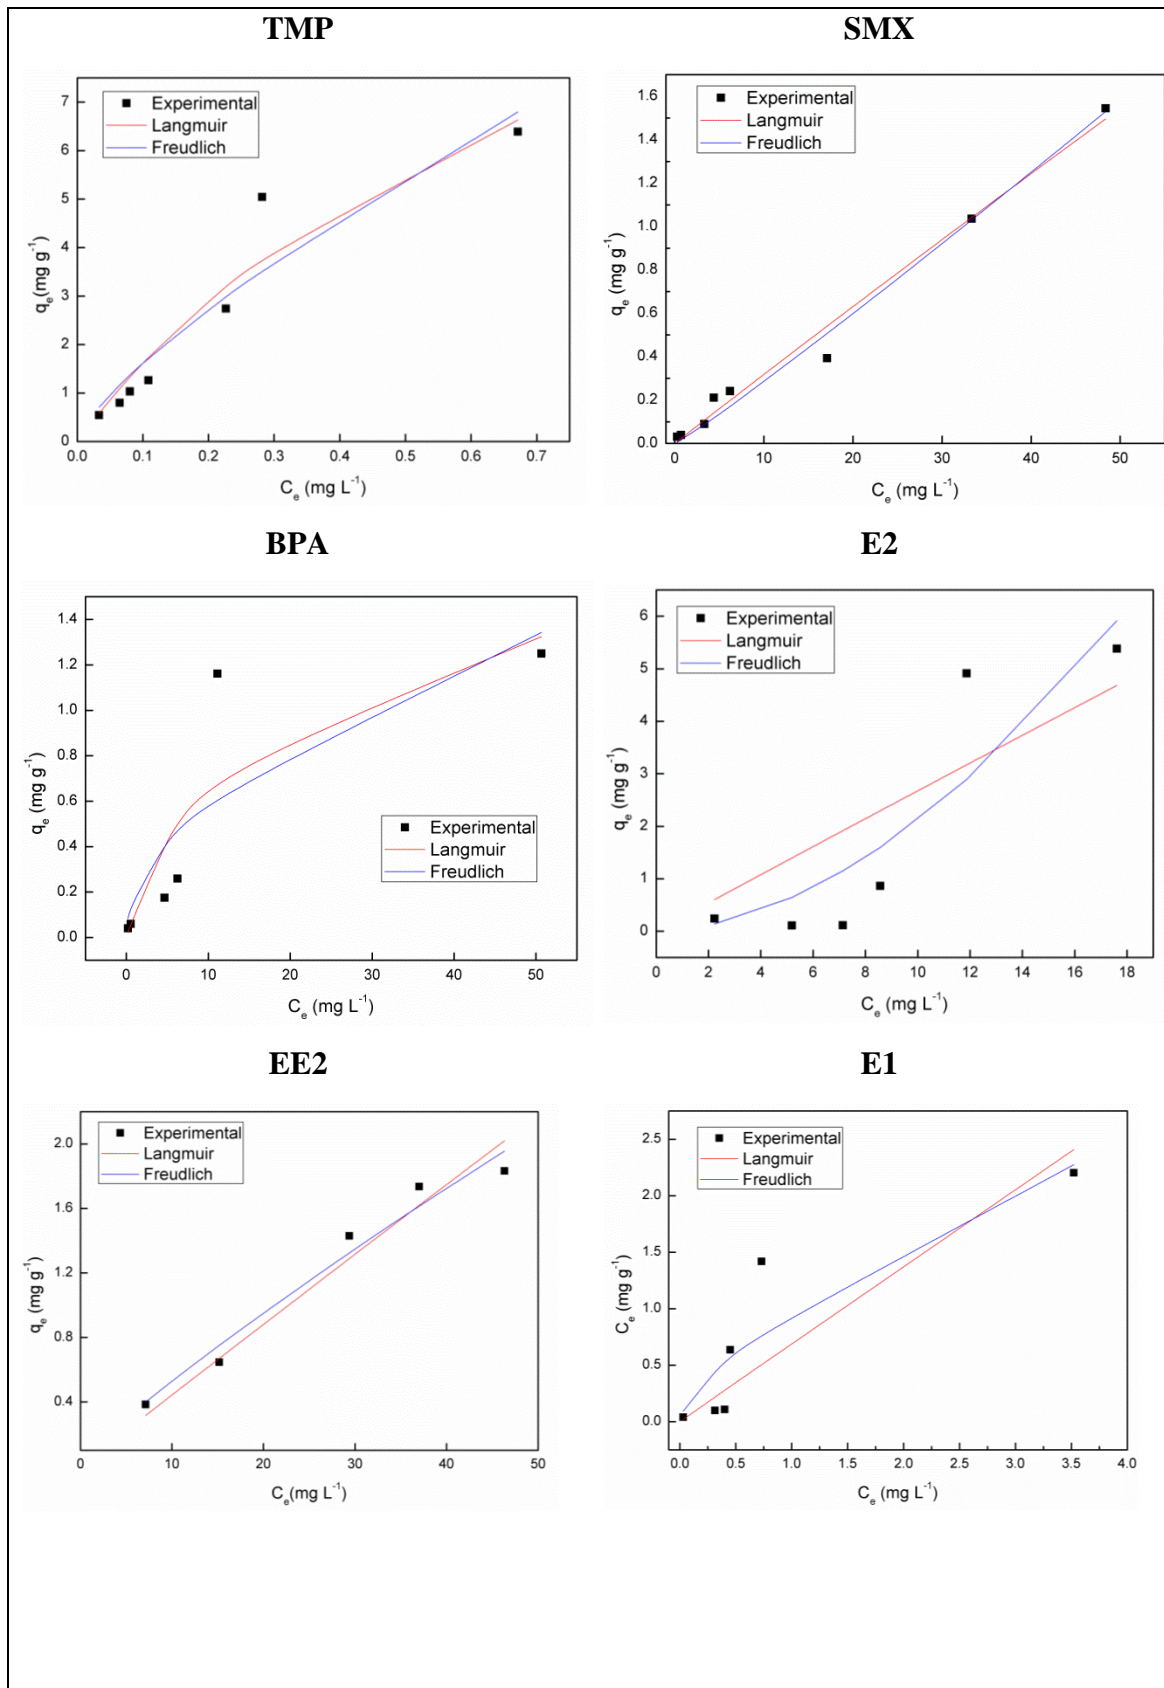 TMP
SMX
Experimental
Langmuir
Freudlich
7
6
5
4
3
2
1
0
qe(mg g-1)
0.0 0.1 0.2 0.3 0.4 0.5 0.6 0.7
Ce (mg L-1)
Experimental
Langmuir
Freudlich
1.6
1.4
1.2
1.0
0.8
0.6
0.4
0.2
0.0
qe (mg g-1)
0 10 20 30 40 50
Ce (mg L-1)
BPA
E2
1.4
1.2
1.0
0.8
0.6
0.4
0.2
0.0
qe (mg g-1)
Experimental
Langmuir
Freudlich
0 10 20 30 40 50
Ce (mg L-1)
Experimental
Langmuir
Freudlich
6
5
4
3
2
1
0
qe (mg g-1)
0 2 4 6 8 10 12 14 16 18
Ce (mg L-1)
EE2
E1
Experimental
Langmuir
Freudlich
2.0
1.6
1.2
0.8
0.4
qe (mg g-1)
0 10 20 30 40 50
Ce(mg L-1)
Experimental
Langmuir
Freudlich
2.5
2.0
1.5
1.0
0.5
0.0
Ce (mg g-1)
0.0 0.5 1.0 1.5 2.0 2.5 3.0 3.5 4.0
Ce (mg L-1)